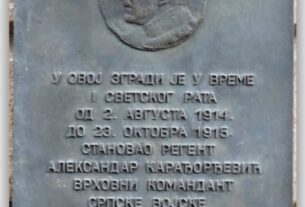 У ОВОЈ ЗГРАДИ ЈЕ У ВРЕМЕ
I СВЕТСКОГ РАТА
ОД 2. АВГУСТА 1914.
ДО 23. ОКТОБРА 1915.
СТАНОВАО РЕГЕНТ
АЛЕКСАНДАР КАРАЂОРЂЕВИЋ
ВРХОВНИ КОМАНДАНТ
СРПСКЕ ВОЈСКЕ